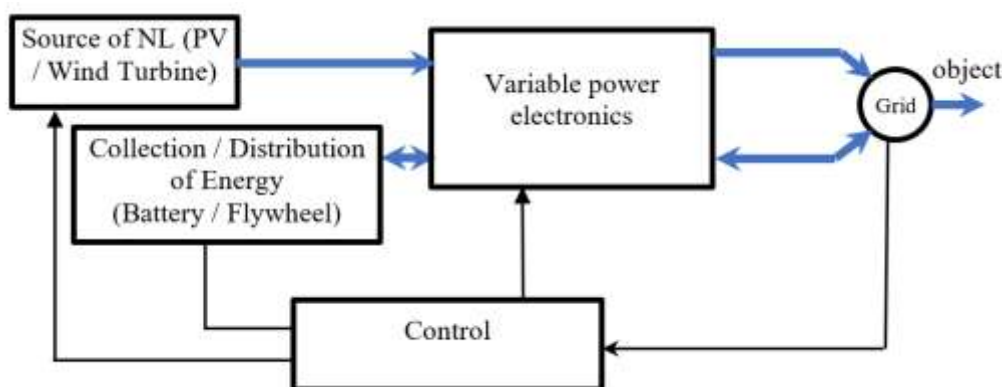 Source of NL (PV
/ Wind Turbine)
Variable power
electronics
object
Grid
Collection / Distribution
of Energy
(Battery / Flywheel)
Control